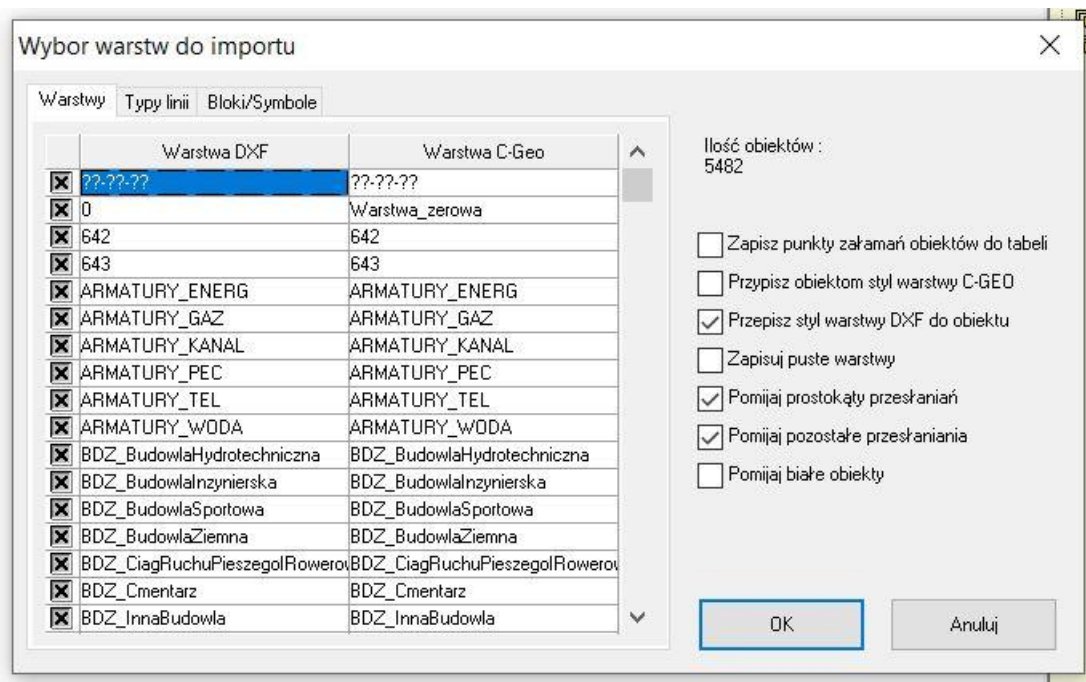 Wybor warstw do importu
Warstwy Typy linii Bloki/Symbole
Warstwa DXF Warstwa C-Geo
??-??-?? ??-??-??
0 Warstwa_zerowa
642 642
643 643
ARMATURY_ENERG ARMATURY_ENERG
ARMATURY_GAZ ARMATURY_GAZ
ARMATURY_KANAL ARMATURY_KANAL
ARMATURY_PEC ARMATURY_PEC
ARMATURY_TEL ARMATURY_TEL
ARMATURY_WODA ARMATURY_WODA
BDZ_BudowlaHydrotechniczna BDZ_BudowlaHydrotechniczna
BDZ_BudowlaInzynierska BDZ_BudowlaInzynierska
BDZ_BudowlaSportowa BDZ_BudowlaSportowa
BDZ_BudowlaZiemna BDZ_BudowlaZiemna
BDZ_CiagRuchuPieszegoIRowerow BDZ_CiagRuchuPieszegoIRowerow
BDZ_Cmentarz BDZ_Cmentarz
BDZ_InnaBudowla BDZ_InnaBudowla
Ilość obiektów :
5482
Zapisz punkty załamań obiektów do tabeli
Przypisz obiektom styl warstwy C-GEO
Przepisz styl warstwy DXF do obiektu
Zapisuj puste warstwy
Pomijaj prostokąty przesłaniań
Pomijaj pozostałe przesłaniania
Pomijaj białe obiekty
OK Anuluj